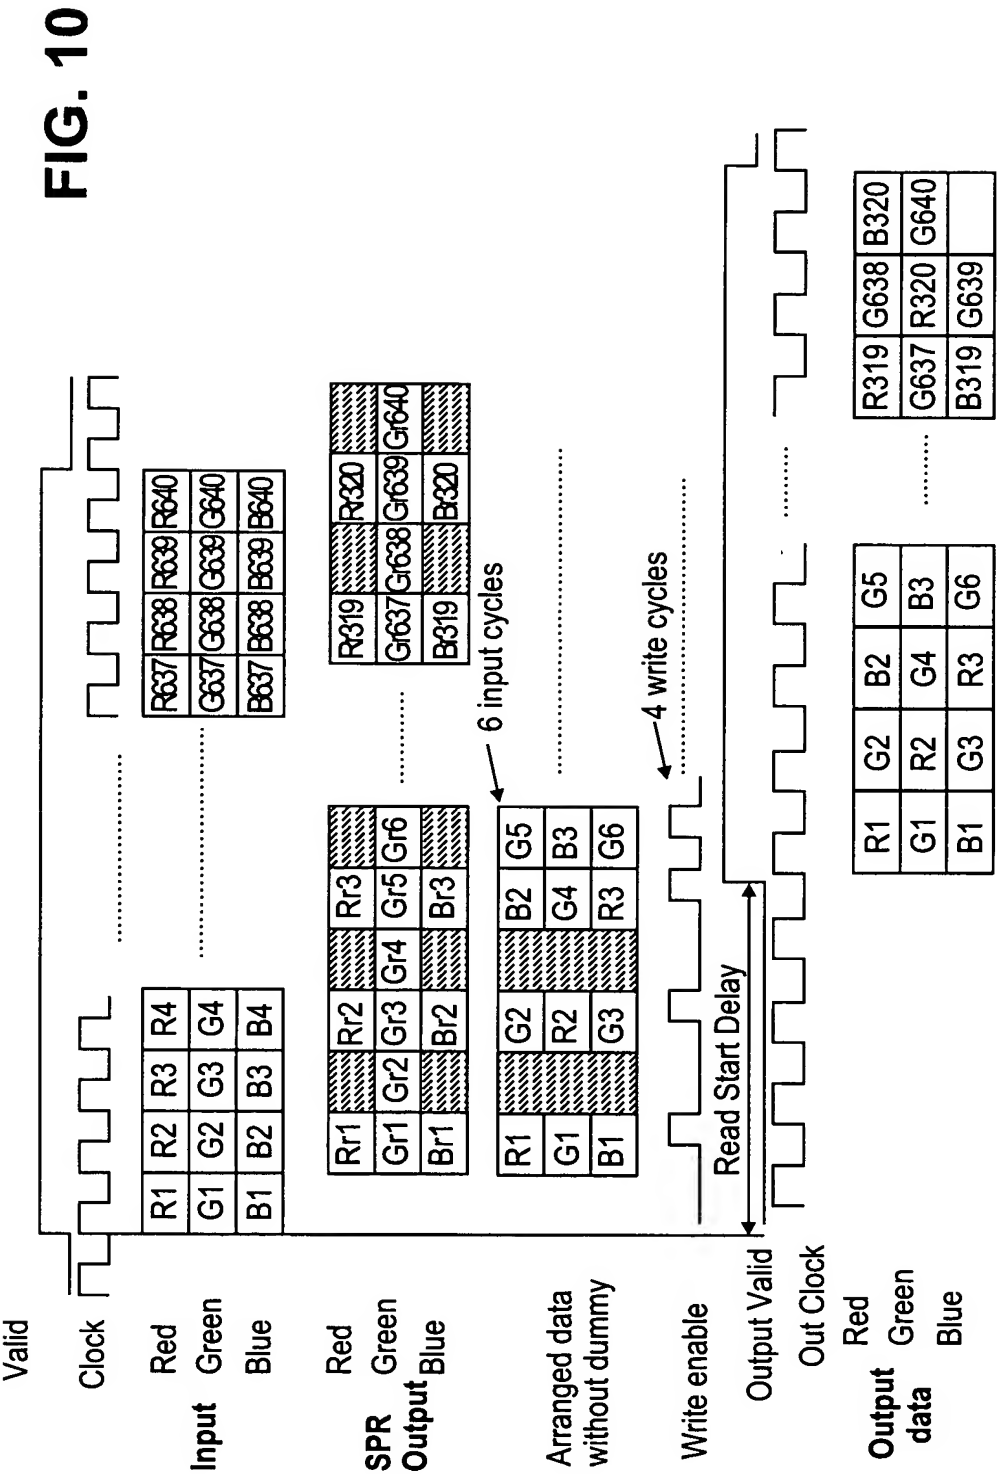 FIG. 10
Valid
Clock
Input
Red R1 R2 R3 R4 R637 R638 R639 R640
Green G1 G2 G3 G4 G637 G638 G639 G640
Blue B1 B2 B3 B4 B637 B638 B639 B640
SPR
Output
Red Rr1 Rr2 Rr3 Rr319 Rr320
Green Gr1 Gr2 Gr3 Gr4 Gr5 Gr6 Gr637 Gr638 Gr639 Gr640
Blue Br1 Br2 Br3 Br319 Br320
6 input cycles
Arranged data
without dummy
R1 G2 B2 G5
G1 R2 G4 B3
B1 G3 R3 G6
4 write cycles
Write enable
Read Start Delay
Output Valid
Out Clock
Output
data
Red R1 G2 B2 G5 R319 G638 B320
Green G1 R2 G4 B3 G637 R320 G640
Blue B1 G3 R3 G6 B319 G639